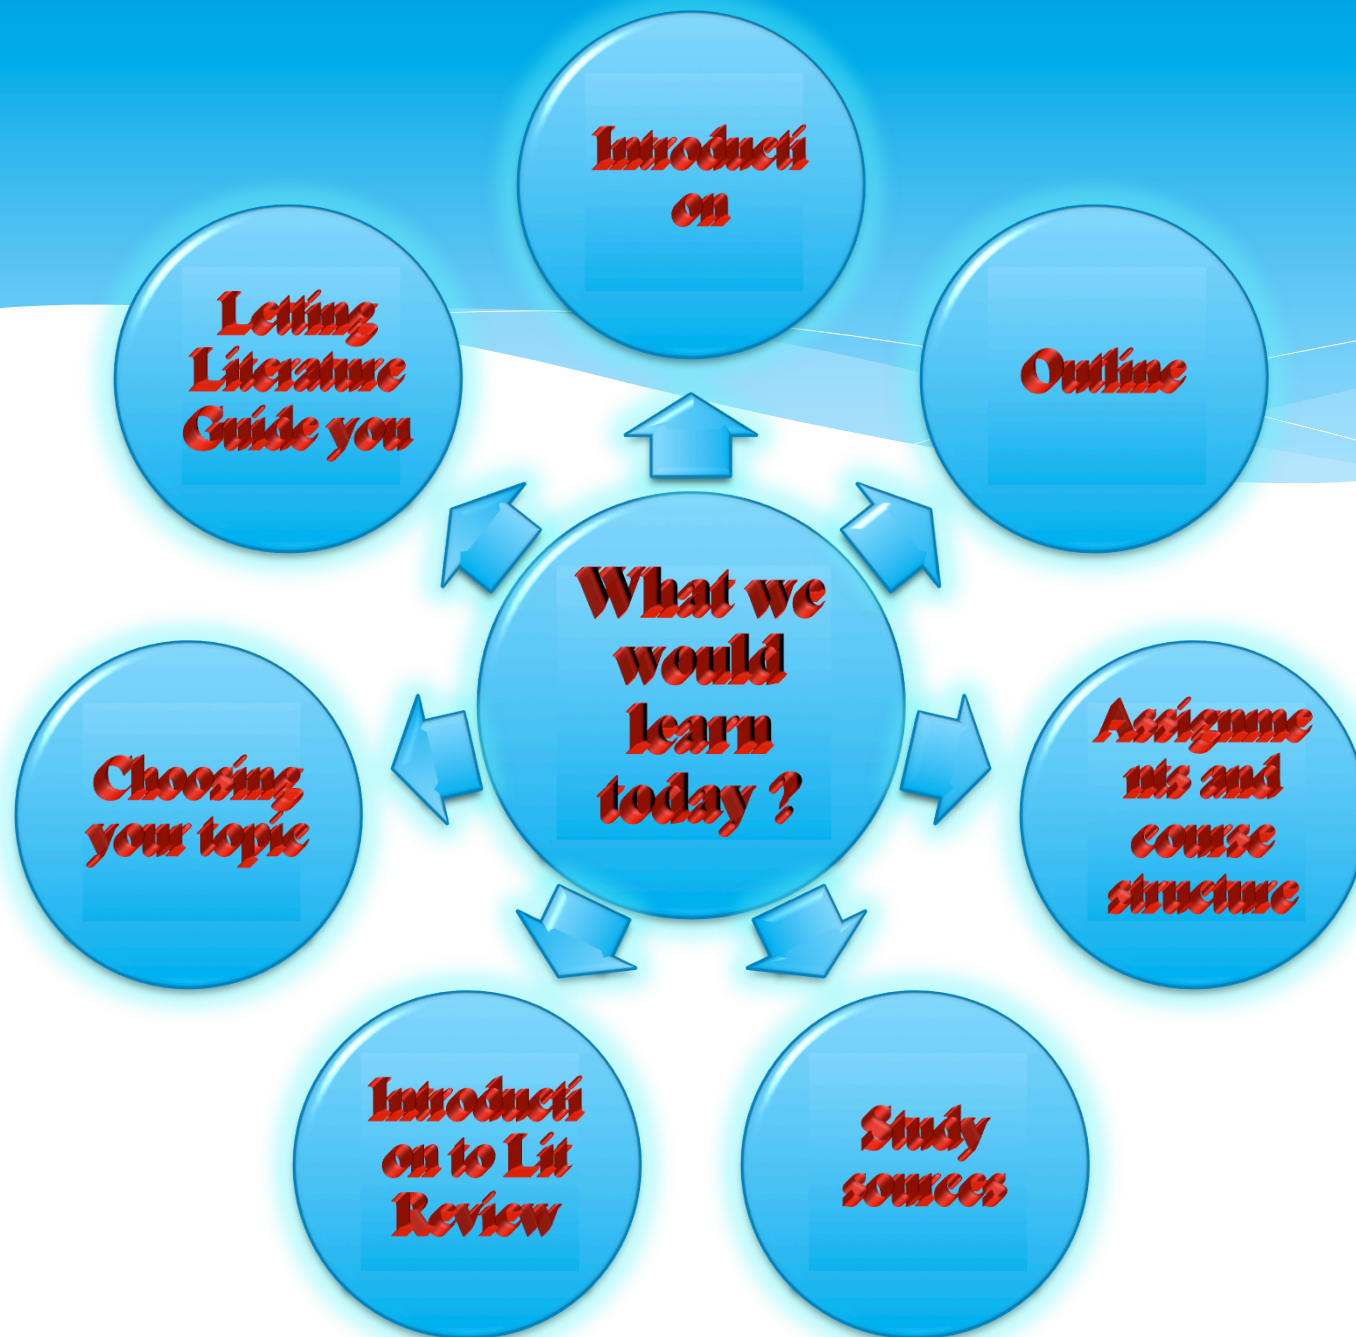 Introducti
on
Outline
Assignme
nts and
course
structure
Study
sources
Introducti
on to Lit
Review
Choosing
your topic
Letting
Literature
Guide you
What we
would
learn
today ?